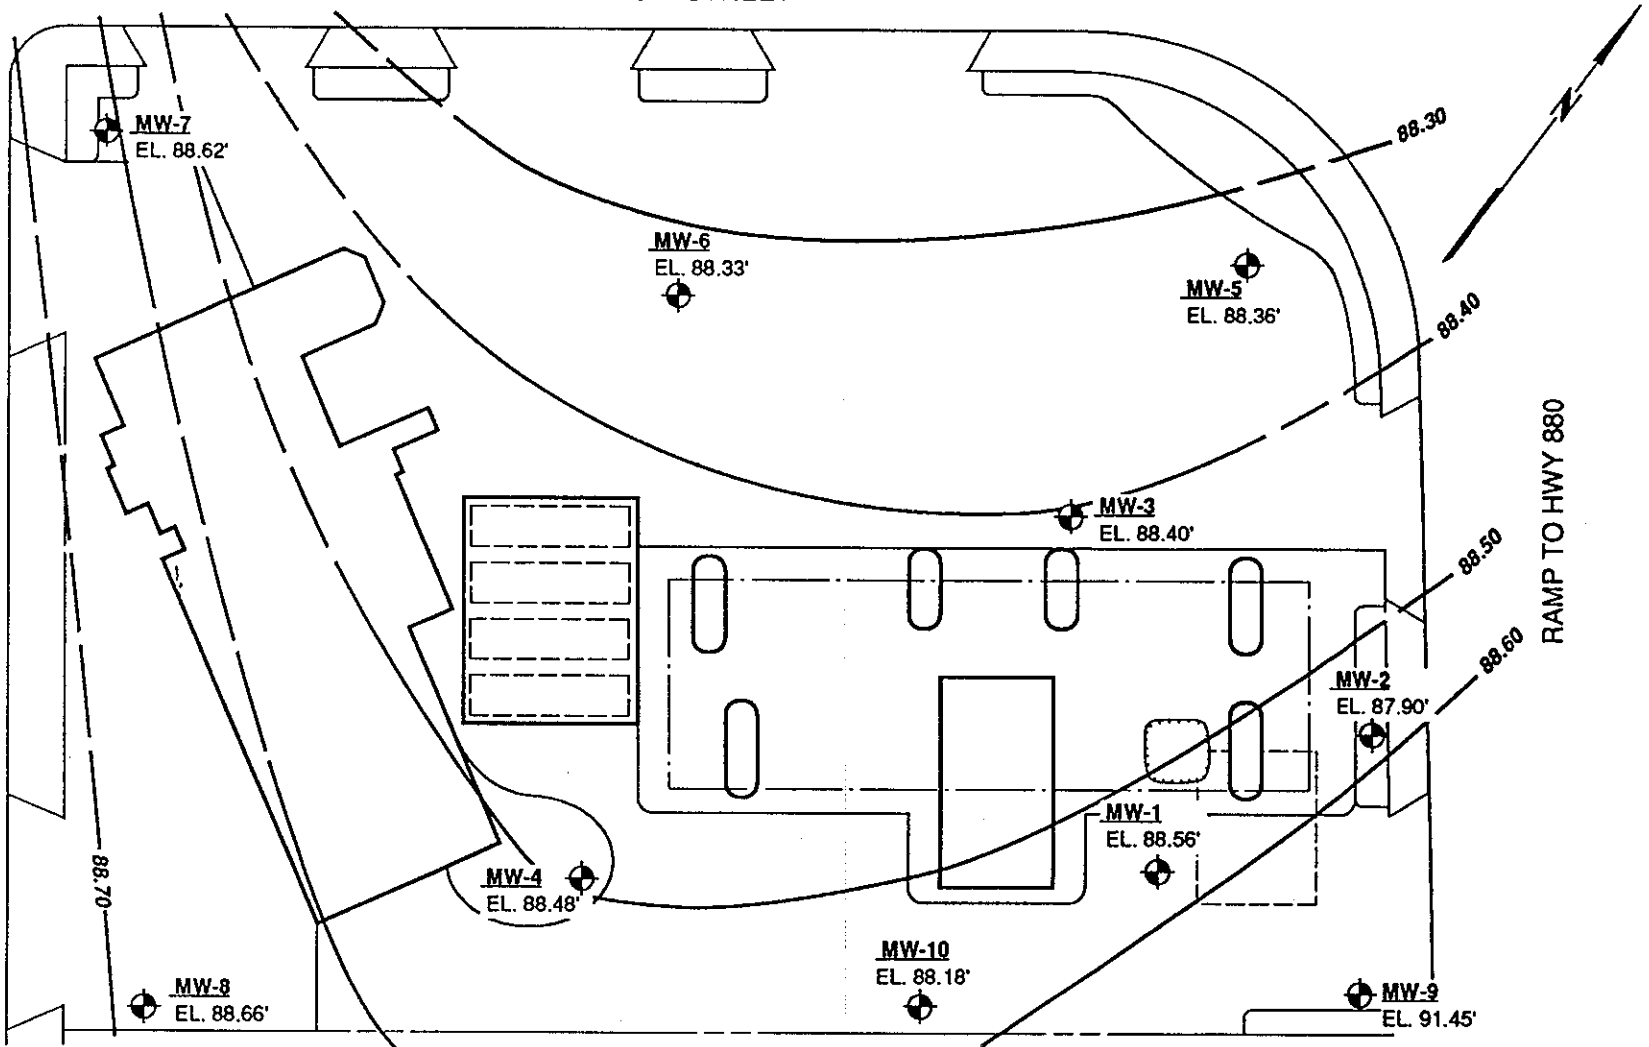 MW-7
EL. 88.62'
88.30
MW-6
EL. 88.33'
MW-5
EL. 88.36'
88.40
MW-3
EL. 88.40'
88.50
RAMP TO HWY 880
88.60
MW-2
EL. 87.90'
MW-1
EL. 88.56'
88.70
MW-4
EL. 88.48'
MW-10
EL. 88.18'
MW-8
EL. 88.66'
MW-9
EL. 91.45'
N